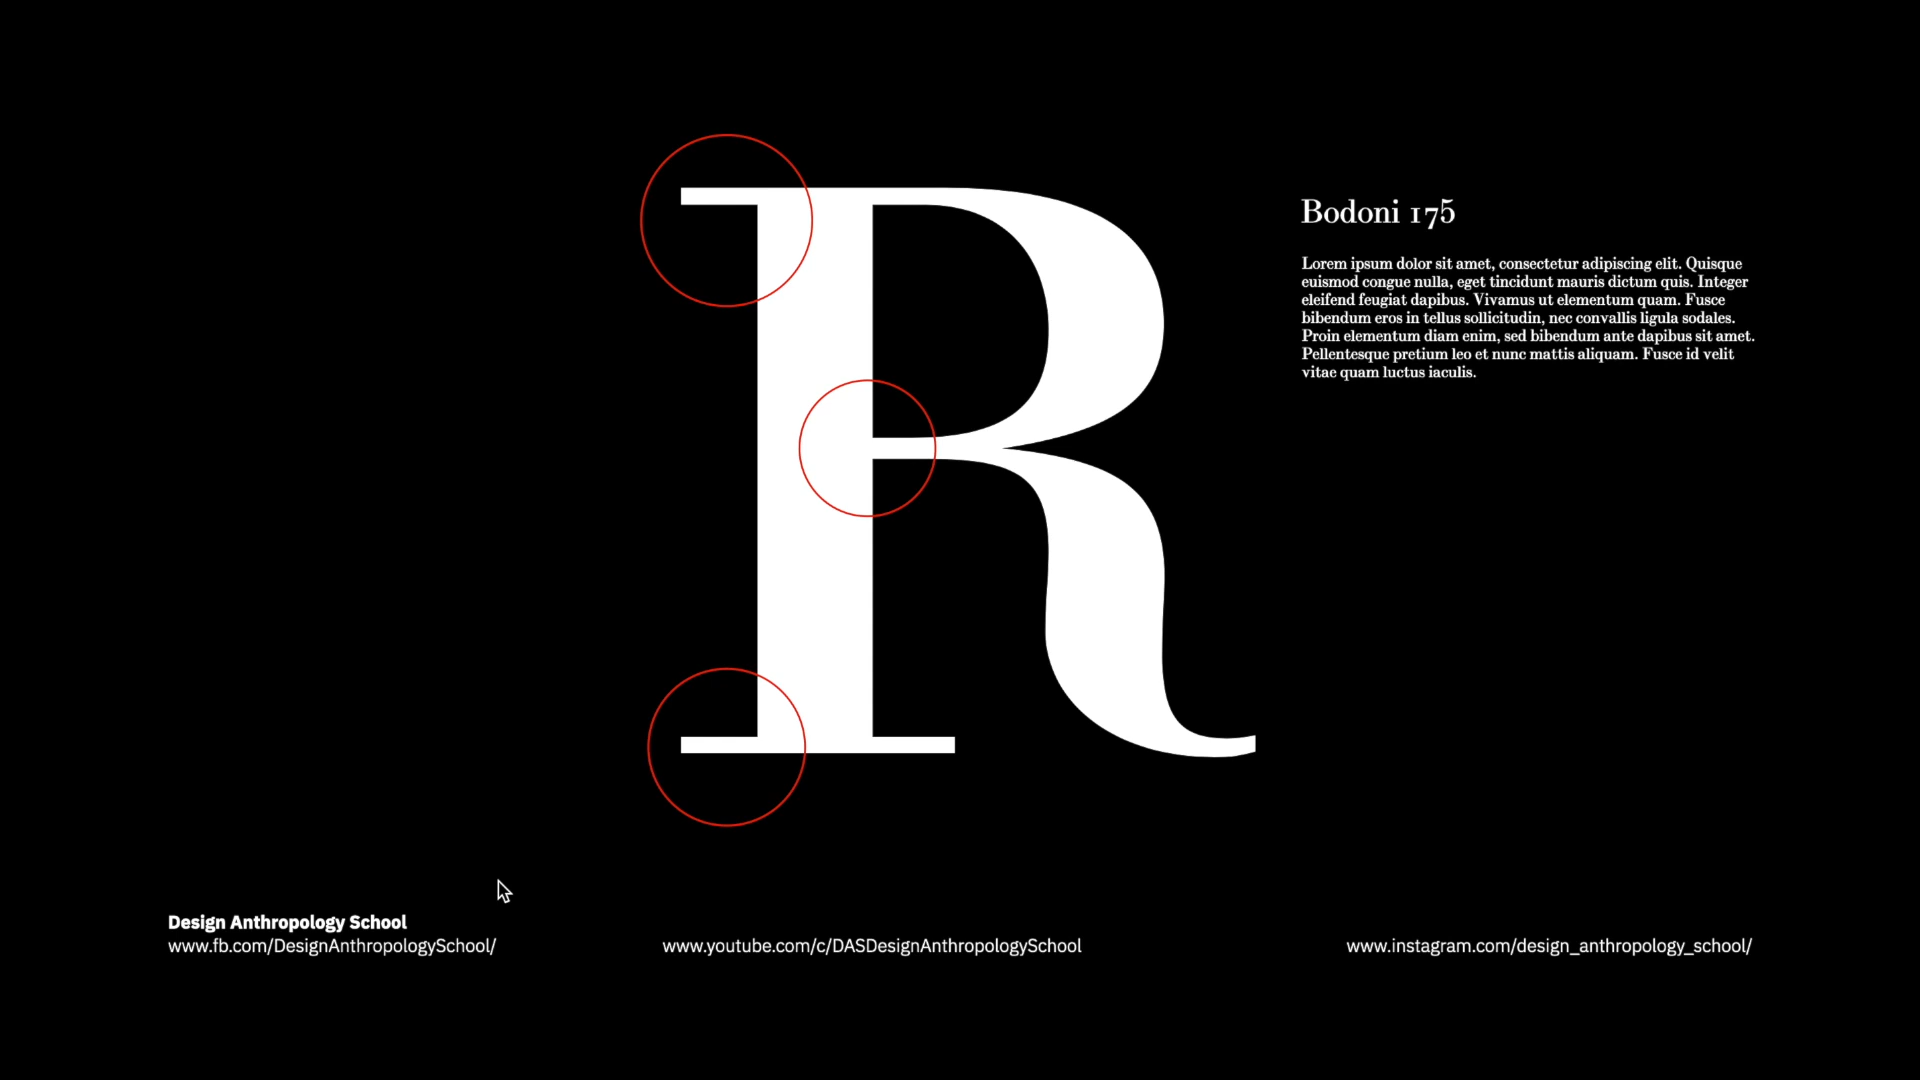 R
Bodoni 175
Lorem ipsum dolor sit amet, consectetur adipiscing elit. Quisque
euismod congue nulla, eget tincidunt mauris dictum quis. Integer
eleifend feugiat dapibus. Vivamus ut elementum quam. Fusce
bibendum eros in tellus sollicitudin, nec convallis ligula sodales.
Proin elementum diam enim, sed bibendum ante dapibus sit amet.
Pellentesque pretium leo et nunc mattis aliquam. Fusce id velit
vitae quam luctus iaculis.
Design Anthropology School
www.fb.com/DesignAnthropologySchool/
www.youtube.com/c/DASDesignAnthropologySchool
www.instagram.com/design_anthropology_school/